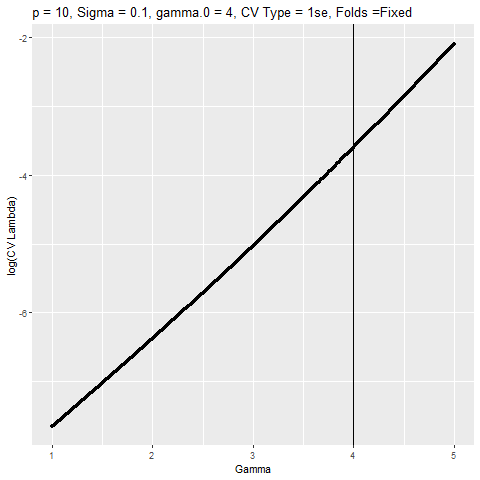 p = 10, Sigma = 0.1, gamma.0 = 4, CV Type = 1se, Folds =Fixed
-2
-4
-6
log(CV Lambda)
1 2 3 4 5
Gamma